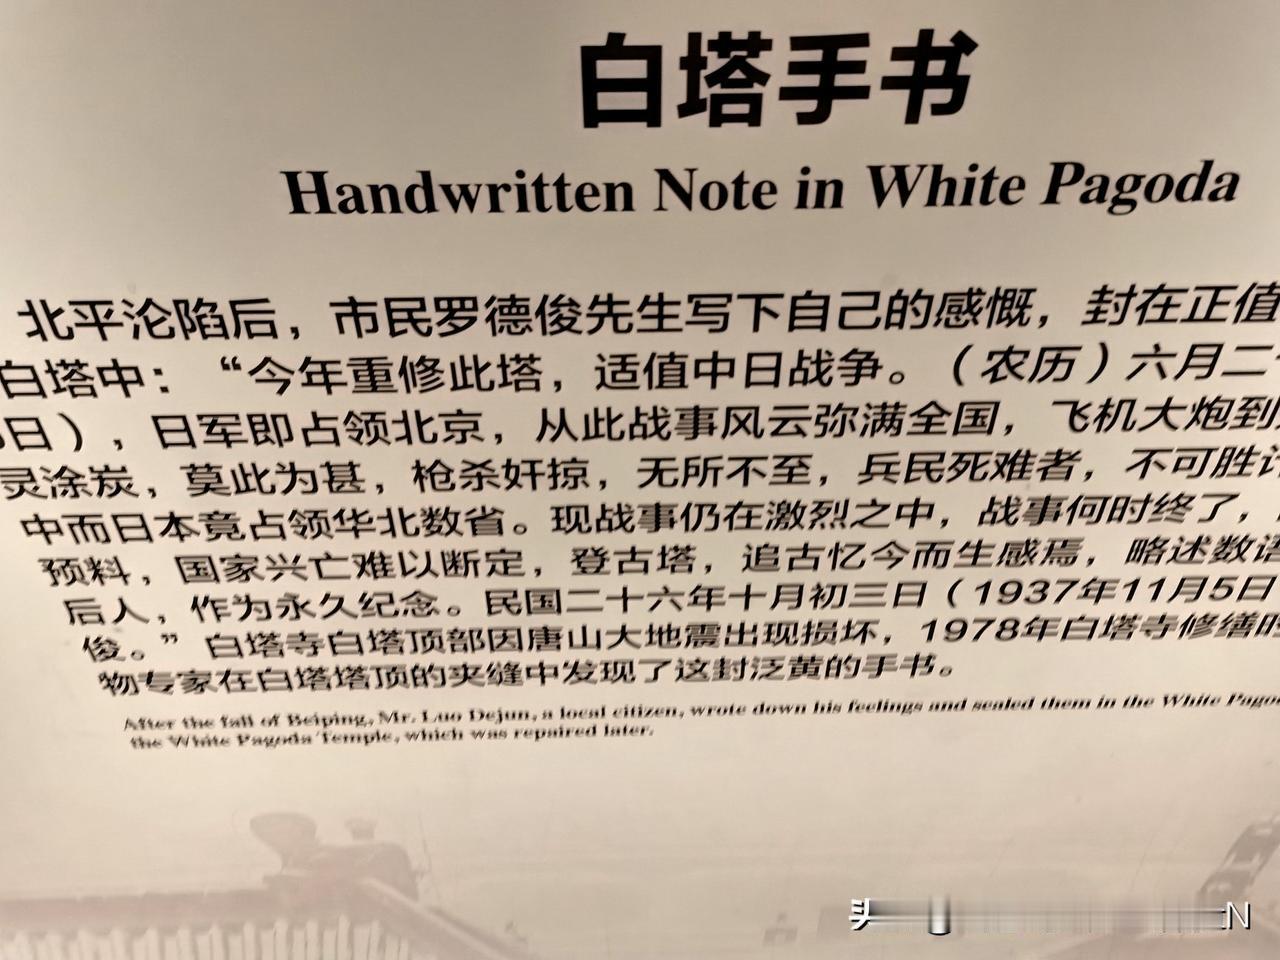 白塔手书
Handwritten Note in White Pagoda
北平沦陷后，市民罗德俊先生写下自己的感慨，封在正值
白塔中：“今年重修此塔，适值中日战争。（农历）六月二
日），日军即占领北京，从此战事风云弥满全国，飞机大炮到
灵涂炭，莫此为甚，枪杀奸掠，无所不至，兵民死难者，不可胜计
中而日本竟占领华北数省。现战事仍在激烈之中，战事何时终了，
预料，国家兴亡难以断定，登古塔，追古忆今而生感焉，略述数语
后人，作为永久纪念。民国二十六年十月初三日（1937年11月5日
俊。”白塔寺白塔顶部因唐山大地震出现损坏，1978年白塔寺修缮时
物专家在白塔塔顶的夹缝中发现了这封泛黄的手书。
After the fall of Beiping, Mr. Luo Dejun, a local citizen, wrote down his feelings and sealed them in the White Pago
the White Pagoda Temple, which was repaired later.
头 N